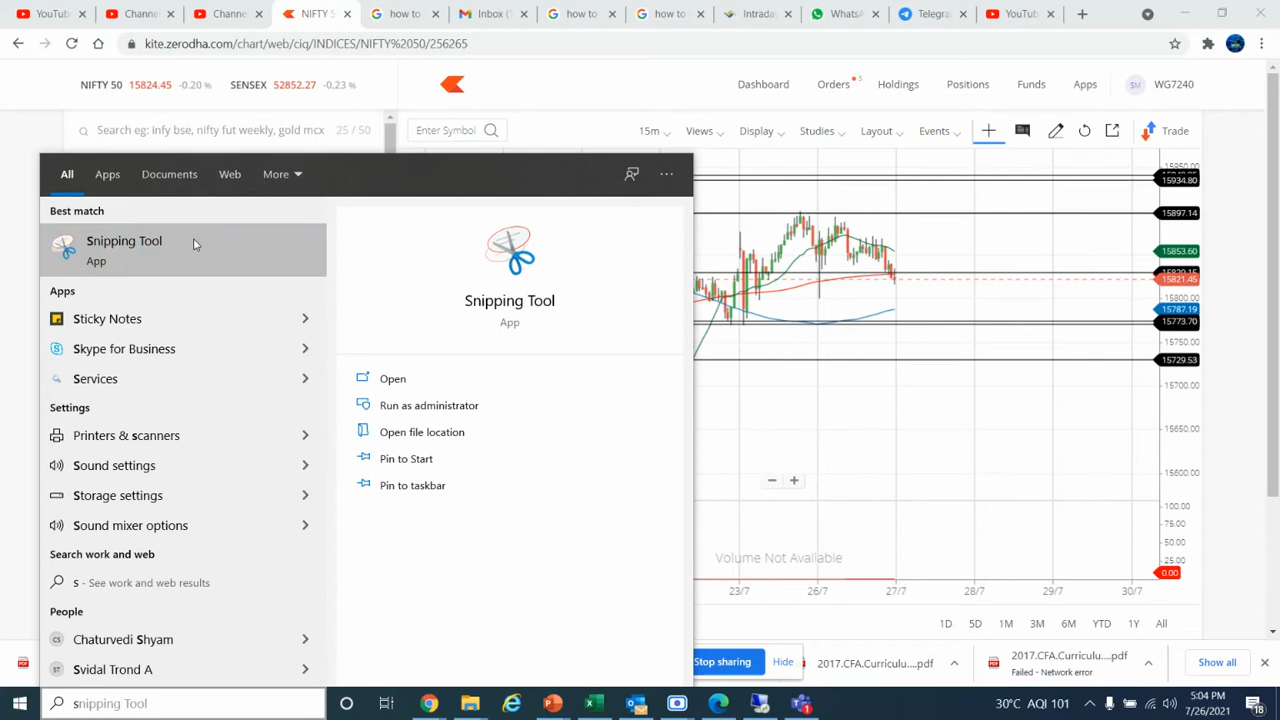 YouTub
Channe
Channe
NIFTY 5
how to
Inbox (
how to
how to
Intraday
WhatsA
Telegra
YouTub
kite.zerodha.com/chart/web/ciq/INDICES/NIFTY%2050/256265
NIFTY 50 15824.45 -0.20 % SENSEX 52852.27 -0.23 %
Dashboard Orders 5 Holdings Positions Funds Apps SM WG7240
Search eg: infy bse, nifty fut weekly, gold mcx 25 / 50
Enter Symbol 15m Views Display Studies Layout Events Trade
All Apps Documents Web More
Best match
Snipping Tool
App
Apps
Sticky Notes
Skype for Business
Services
Settings
Printers & scanners
Sound settings
Storage settings
Sound mixer options
Search work and web
s - See work and web results
People
CS Chaturvedi Shyam
ST Svidal Trond A
snipping Tool
Snipping Tool
App
Open
Run as administrator
Open file location
Pin to Start
Pin to taskbar
15950.00
15934.80
15897.14
15853.60
15821.45
15800.00
15787.19
15773.70
15750.00
15729.53
15700.00
15650.00
15600.00
100.00
75.00
50.00
25.00
0.00
Volume Not Available
23/7 26/7 27/7 28/7 29/7 30/7
1D 5D 1M 3M 6M YTD 1Y All
Stop sharing Hide
2017.CFA.Curriculu....pdf
2017.CFA.Curriculu....pdf
Failed - Network error
Show all
30°C AQI 101
5:04 PM
7/26/2021
18